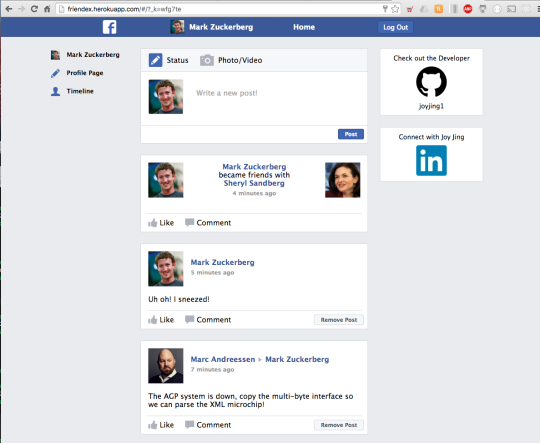 friendex.herokuapp.com/#/?_k=wfg7te
Mark Zuckerberg
Home
Log Out
Mark Zuckerberg
Profile Page
Timeline
Status
Photo/Video
Write a new post!
Post
Mark Zuckerberg
became friends with
Sheryl Sandberg
4 minutes ago
Like
Comment
Mark Zuckerberg
5 minutes ago
Uh oh! I sneezed!
Like
Comment
Remove Post
Marc Andreessen ▸ Mark Zuckerberg
7 minutes ago
The AGP system is down, copy the multi-byte interface so
we can parse the XML microchip!
Like
Comment
Remove Post
Check out the Developer
joyjing1
Connect with Joy Jing
in